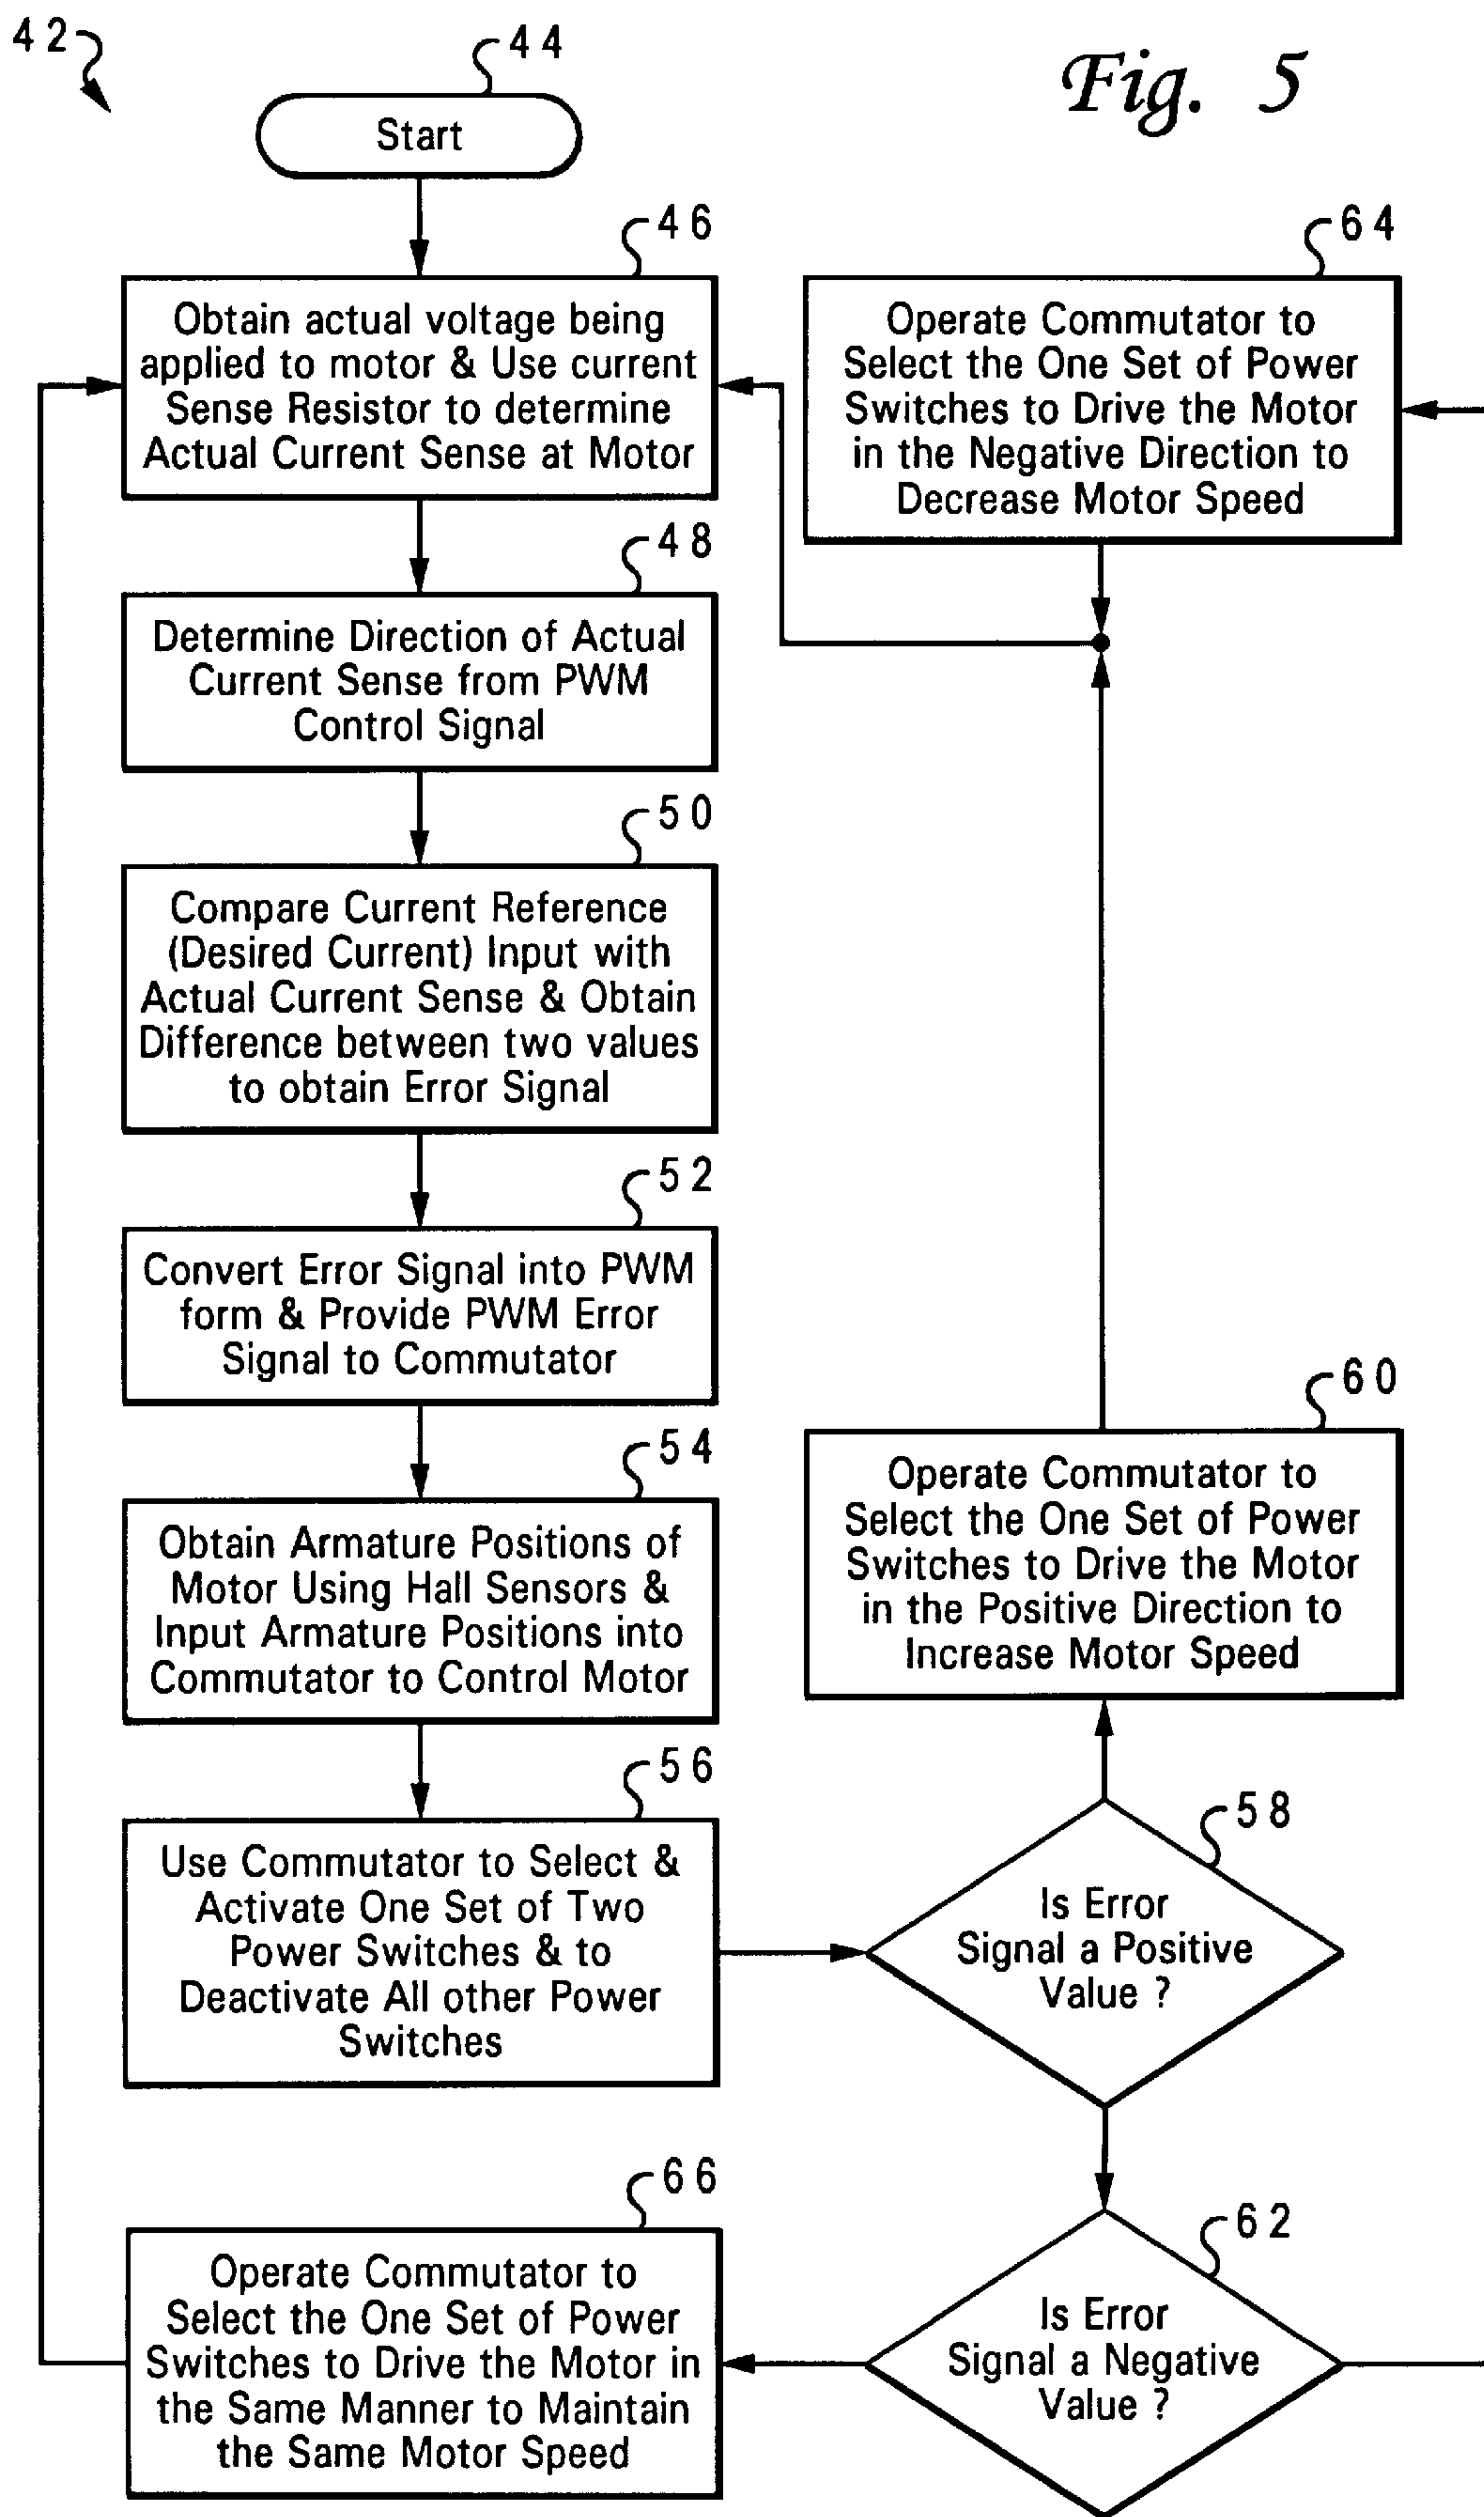 42
44
Fig. 5
Start
46
Obtain actual voltage being
applied to motor & Use current
Sense Resistor to determine
Actual Current Sense at Motor
64
Operate Commutator to
Select the One Set of Power
Switches to Drive the Motor
in the Negative Direction to
Decrease Motor Speed
48
Determine Direction of Actual
Current Sense from PWM
Control Signal
50
Compare Current Reference
(Desired Current) Input with
Actual Current Sense & Obtain
Difference between two values
to obtain Error Signal
52
Convert Error Signal into PWM
form & Provide PWM Error
Signal to Commutator
54
Obtain Armature Positions of
Motor Using Hall Sensors &
Input Armature Positions into
Commutator to Control Motor
60
Operate Commutator to
Select the One Set of Power
Switches to Drive the Motor
in the Positive Direction to
Increase Motor Speed
56
Use Commutator to Select &
Activate One Set of Two
Power Switches & to
Deactivate All other Power
Switches
58
Is Error
Signal a Positive
Value ?
66
Operate Commutator to
Select the One Set of Power
Switches to Drive the Motor in
the Same Manner to Maintain
the Same Motor Speed
62
Is Error
Signal a Negative
Value ?